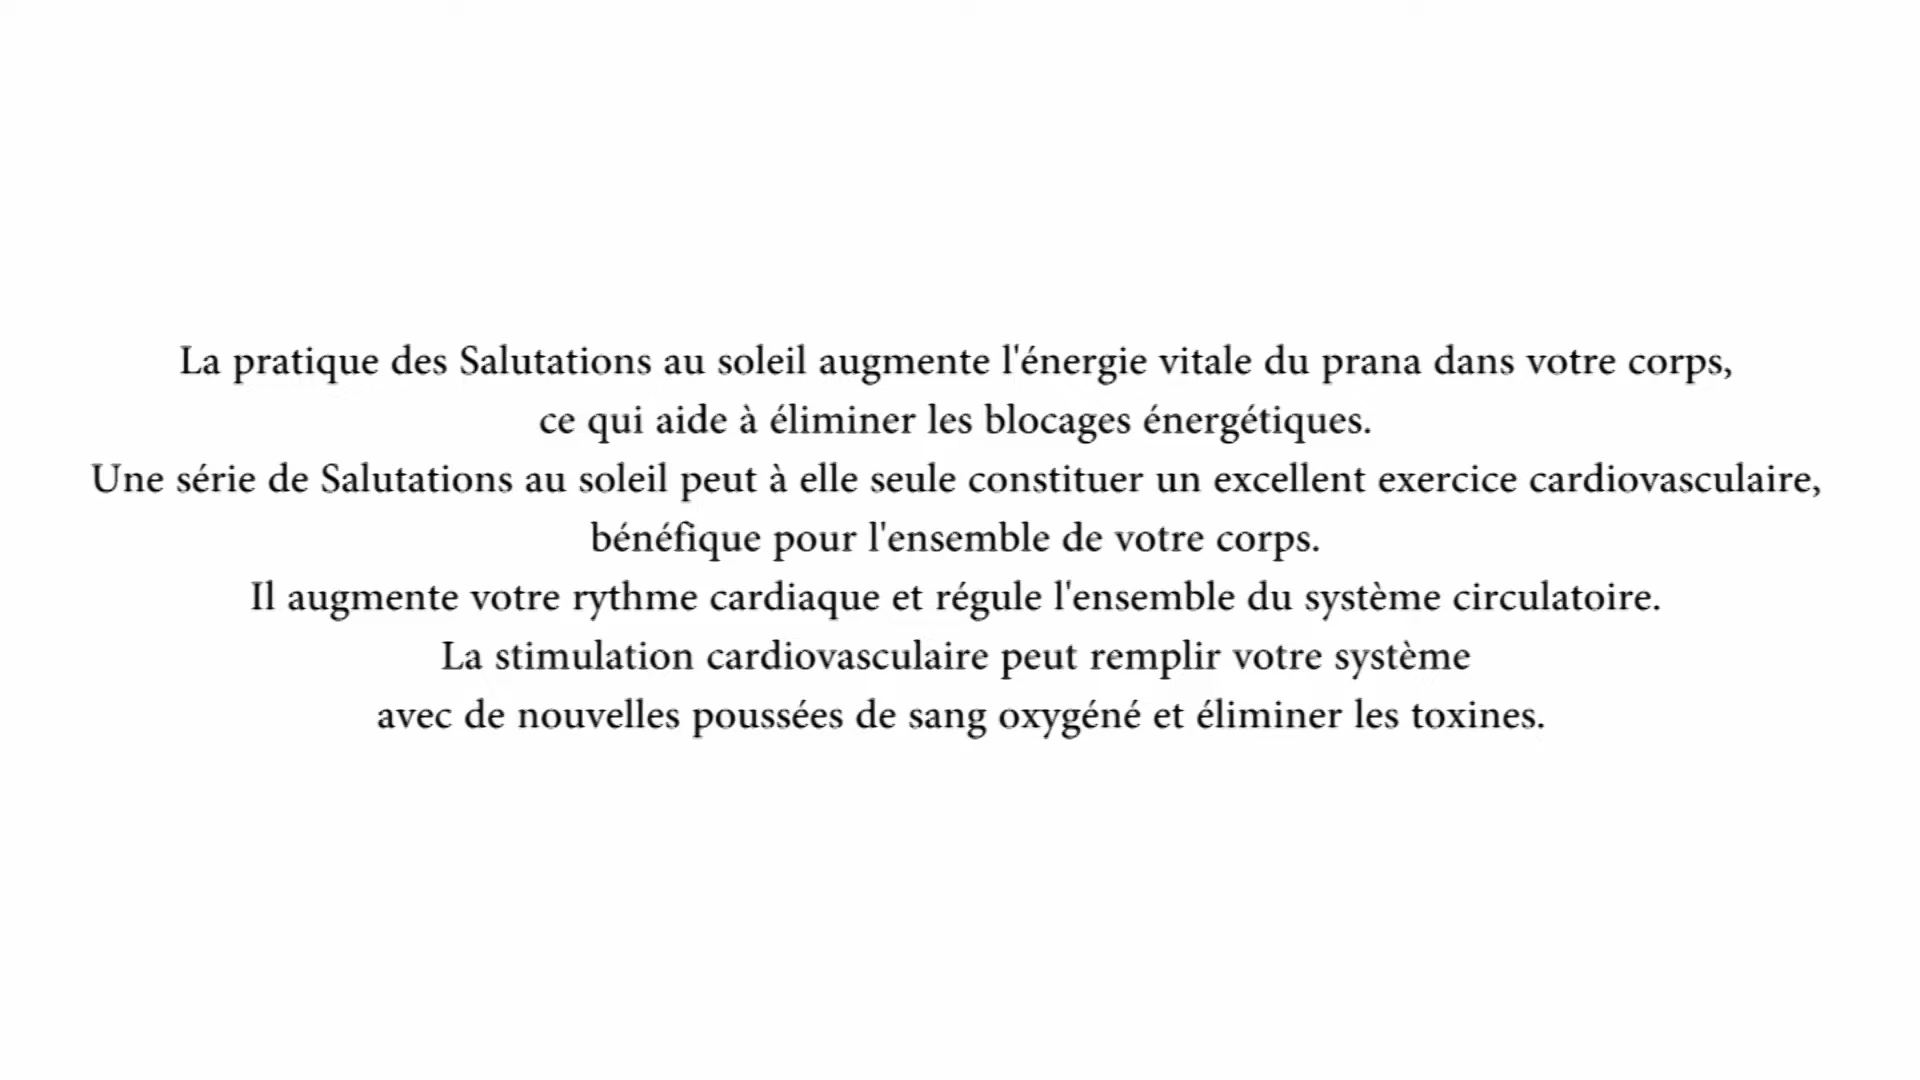 La pratique des Salutations au soleil augmente l'énergie vitale du prana dans votre corps,
ce qui aide à éliminer les blocages énergétiques.
Une série de Salutations au soleil peut à elle seule constituer un excellent exercice cardiovasculaire,
bénéfique pour l'ensemble de votre corps.
Il augmente votre rythme cardiaque et régule l'ensemble du système circulatoire.
La stimulation cardiovasculaire peut remplir votre système
avec de nouvelles poussées de sang oxygéné et éliminer les toxines.